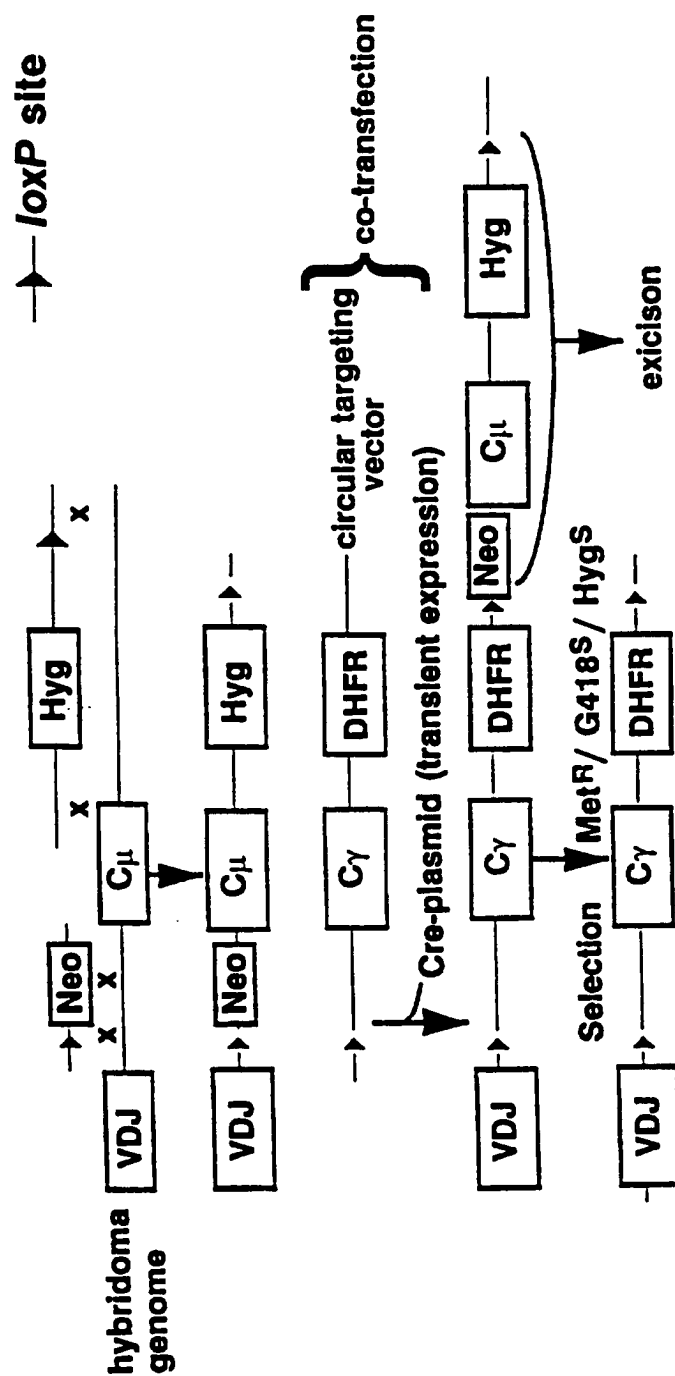 loxP site
Neo
Hyg
x x x x
hybridoma
genome
VDJ
Cμ
VDJ
Neo
Cμ
Hyg
Cγ
DHFR
circular targeting
vector
co-transfection
Cre-plasmid (transient expression)
VDJ
Cγ
DHFR
Neo
Cμ
Hyg
exicison
Selection MetR/ G418S/ HygS
VDJ
Cγ
DHFR